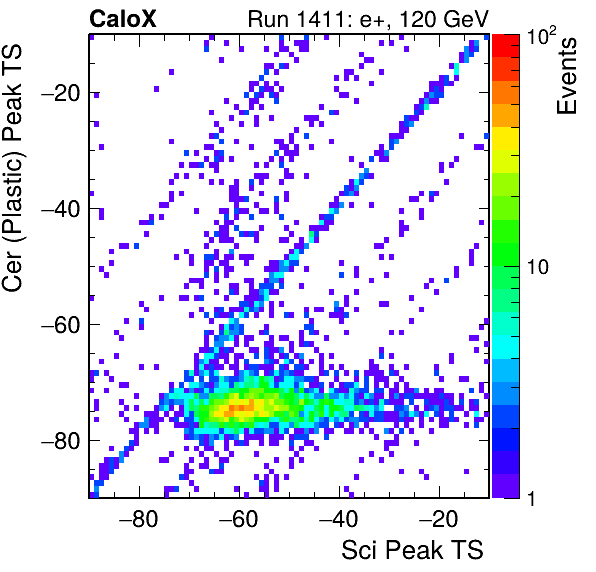 CaloX Run 1411: e+, 120 GeV
Cer (Plastic) Peak TS
−20
−40
−60
−80
−80 −60 −40 −20
Sci Peak TS
10²
10
1
Events